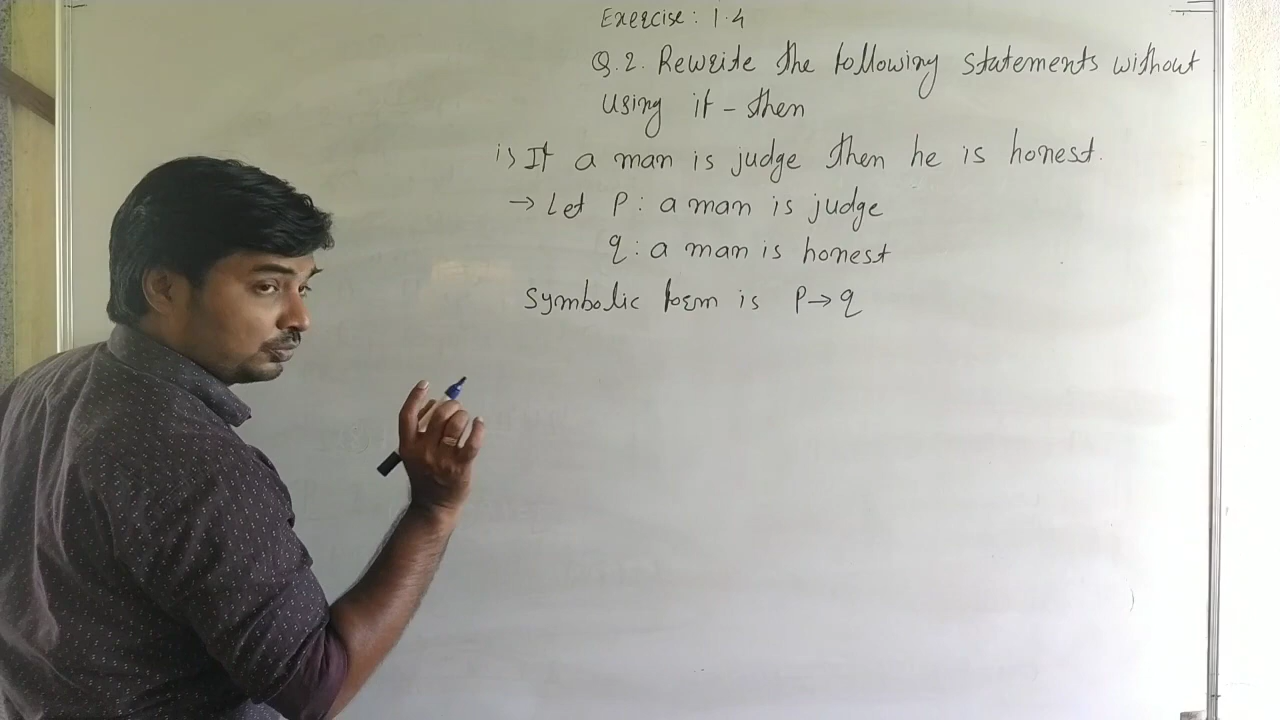 Exercise: 1.4
Q.2. Rewrite the following statements without
using if - then
i) If a man is judge then he is honest.
→ Let P: a man is judge
q: a man is honest
Symbolic form is P→q